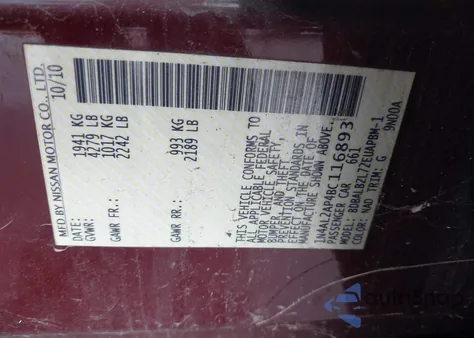 MFD BY NISSAN MOTOR CO., LTD.
DATE: 10/10
GVWR: 1941 KG
4279 LB
GAWR FR: 1017 KG
2242 LB
GAWR RR: 993 KG
2189 LB
THIS VEHICLE CONFORMS TO
ALL APPLICABLE FEDERAL
MOTOR VEHICLE SAFETY,
BUMPER, AND THEFT
PREVENTION STANDARDS IN
EFFECT ON THE DATE OF
MANUFACTURE SHOWN ABOVE.
1N4AL2AP4BC116893
PASSENGER CAR 661
MODEL: BDBALBZL
COLOR: NAO TRIM: G 9N00A
AutoInSnap